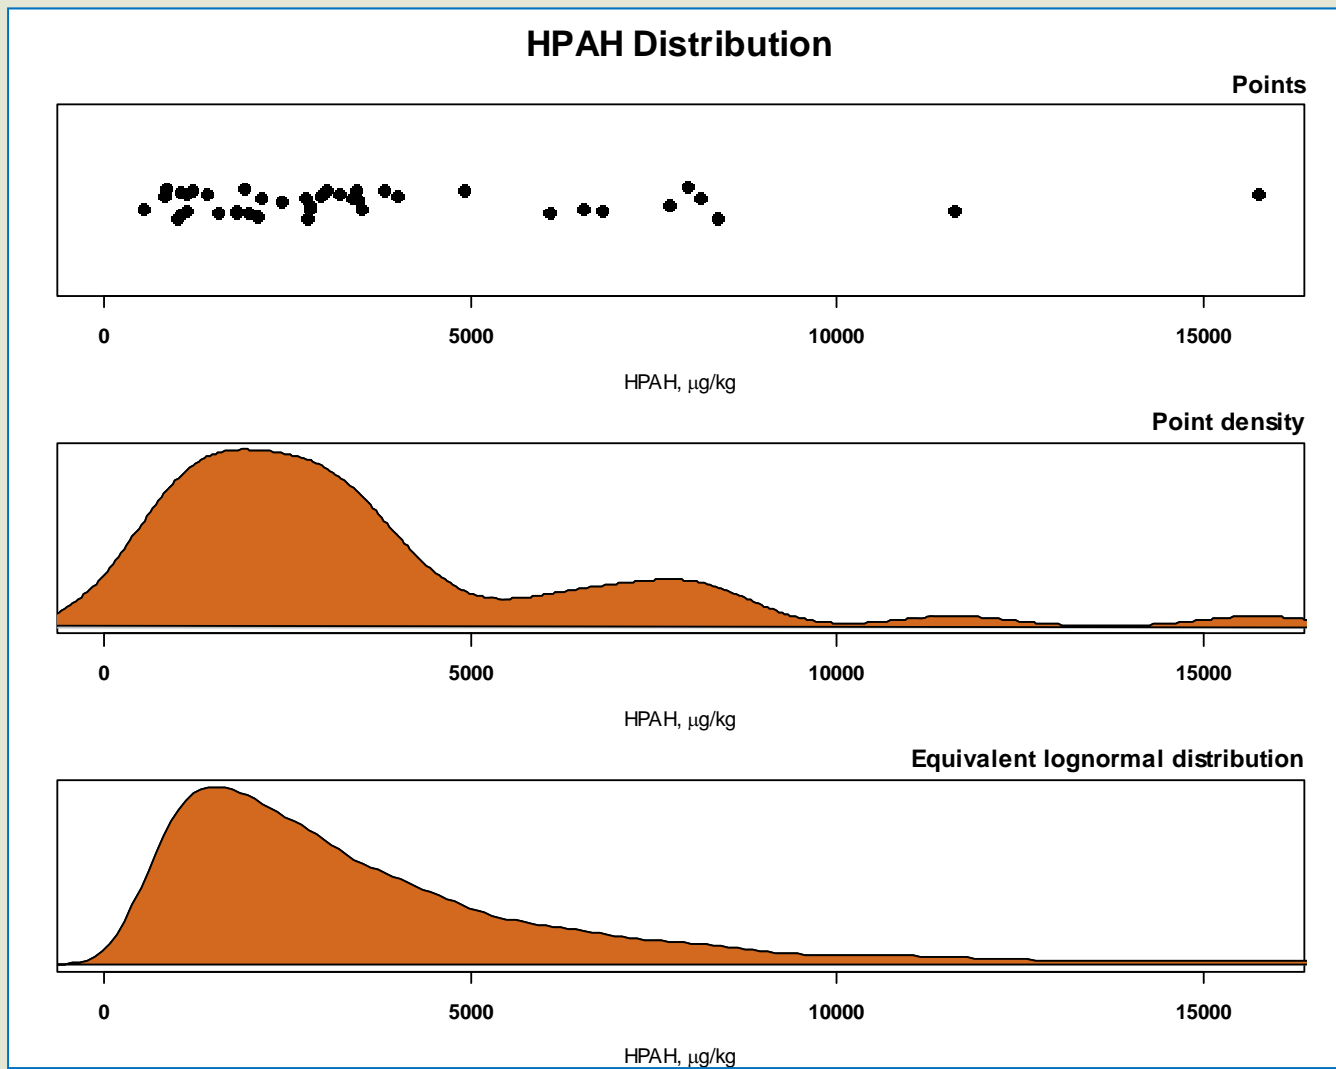 HPAH Distribution
Points
0 5000 10000 15000
HPAH, μg/kg
Point density
0 5000 10000 15000
HPAH, μg/kg
Equivalent lognormal distribution
0 5000 10000 15000
HPAH, μg/kg